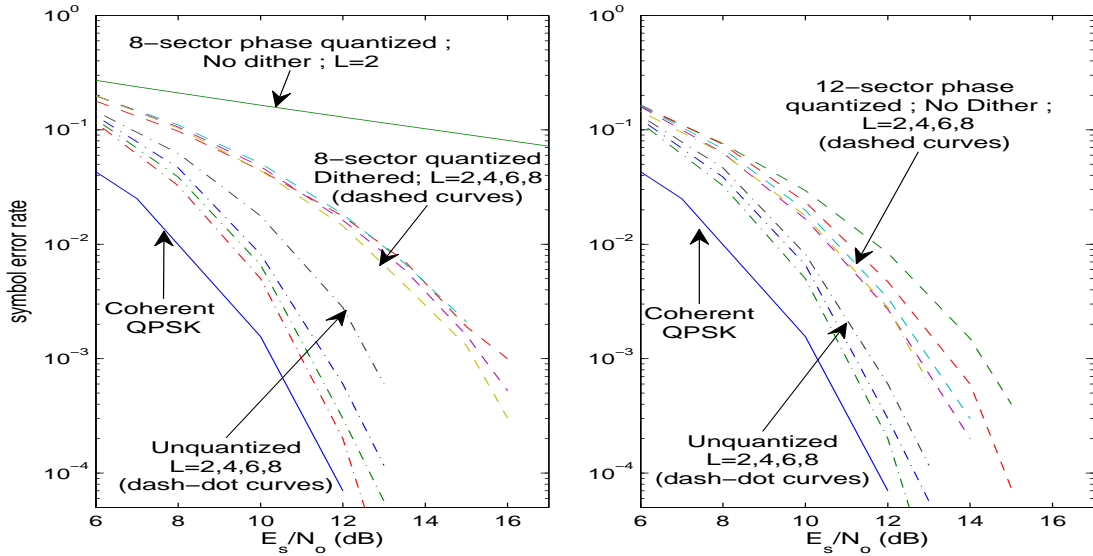 8-sector phase quantized ;
No dither ; L=2
8-sector quantized
Dithered; L=2,4,6,8
(dashed curves)
Coherent
QPSK
Unquantized
L=2,4,6,8
(dash-dot curves)
symbol error rate
10^0
10^-1
10^-2
10^-3
10^-4
6 8 10 12 14 16
E_s/N_o (dB)
12-sector phase
quantized ; No Dither ;
L=2,4,6,8
(dashed curves)
Coherent
QPSK
Unquantized
L=2,4,6,8
(dash-dot curves)
10^0
10^-1
10^-2
10^-3
10^-4
6 8 10 12 14 16
E_s/N_o (dB)